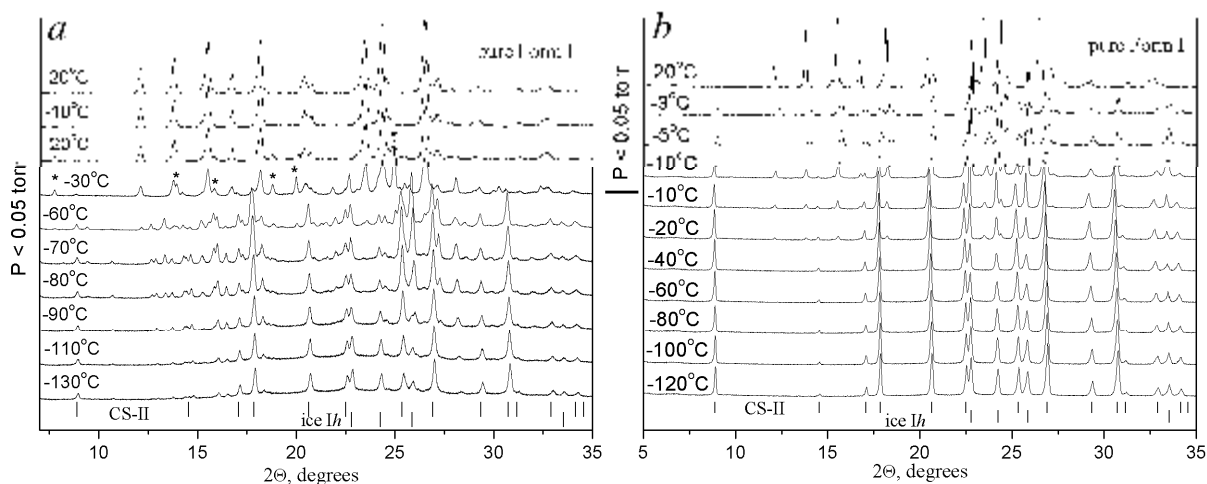 a
20°C
-10°C
20°C
* -30°C * * * *
-60°C
-70°C
-80°C
-90°C
-110°C
-130°C
CS-II
ice Ih
P < 0.05 torr
10 15 20 25 30 35
2Θ, degrees
b
pure Form I
20°C
-3°C
-5°C
-10°C
-10°C
-20°C
-40°C
-60°C
-80°C
-100°C
-120°C
CS-II
ice Ih
P < 0.05 torr
5 10 15 20 25 30 35
2Θ, degrees